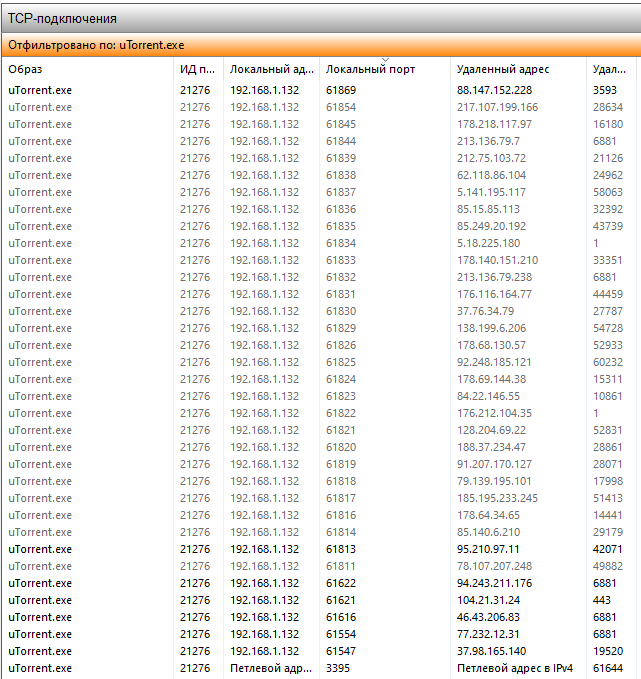 TCP-подключения
Отфильтровано по: uTorrent.exe
Образ ИД п... Локальный ад... Локальный порт Удаленный адрес Удал...
uTorrent.exe 21276 192.168.1.132 61869 88.147.152.228 3593
uTorrent.exe 21276 192.168.1.132 61854 217.107.199.166 28634
uTorrent.exe 21276 192.168.1.132 61845 178.218.117.97 16180
uTorrent.exe 21276 192.168.1.132 61844 213.136.79.7 6881
uTorrent.exe 21276 192.168.1.132 61839 212.75.103.72 21126
uTorrent.exe 21276 192.168.1.132 61838 62.118.86.104 24962
uTorrent.exe 21276 192.168.1.132 61837 5.141.195.117 58063
uTorrent.exe 21276 192.168.1.132 61836 85.15.85.113 32392
uTorrent.exe 21276 192.168.1.132 61835 85.249.20.192 43739
uTorrent.exe 21276 192.168.1.132 61834 5.18.225.180 1
uTorrent.exe 21276 192.168.1.132 61833 178.140.151.210 33351
uTorrent.exe 21276 192.168.1.132 61832 213.136.79.238 6881
uTorrent.exe 21276 192.168.1.132 61831 176.116.164.77 44459
uTorrent.exe 21276 192.168.1.132 61830 37.76.34.79 27787
uTorrent.exe 21276 192.168.1.132 61829 138.199.6.206 54728
uTorrent.exe 21276 192.168.1.132 61826 178.68.130.57 52933
uTorrent.exe 21276 192.168.1.132 61825 92.248.185.121 60232
uTorrent.exe 21276 192.168.1.132 61824 178.69.144.38 15311
uTorrent.exe 21276 192.168.1.132 61823 84.22.146.55 10861
uTorrent.exe 21276 192.168.1.132 61822 176.212.104.35 1
uTorrent.exe 21276 192.168.1.132 61821 128.204.69.22 52831
uTorrent.exe 21276 192.168.1.132 61820 188.37.234.47 28861
uTorrent.exe 21276 192.168.1.132 61819 91.207.170.127 28071
uTorrent.exe 21276 192.168.1.132 61818 79.139.195.101 17998
uTorrent.exe 21276 192.168.1.132 61817 185.195.233.245 51413
uTorrent.exe 21276 192.168.1.132 61816 178.64.34.65 14441
uTorrent.exe 21276 192.168.1.132 61814 85.140.6.210 29179
uTorrent.exe 21276 192.168.1.132 61813 95.210.97.11 42071
uTorrent.exe 21276 192.168.1.132 61811 78.107.207.248 49882
uTorrent.exe 21276 192.168.1.132 61622 94.243.211.176 6881
uTorrent.exe 21276 192.168.1.132 61621 104.21.31.24 443
uTorrent.exe 21276 192.168.1.132 61616 46.43.206.83 6881
uTorrent.exe 21276 192.168.1.132 61554 77.232.12.31 6881
uTorrent.exe 21276 192.168.1.132 61547 37.98.165.140 19520
uTorrent.exe 21276 Петлевой адр... 3395 Петлевой адрес в IPv4 61644